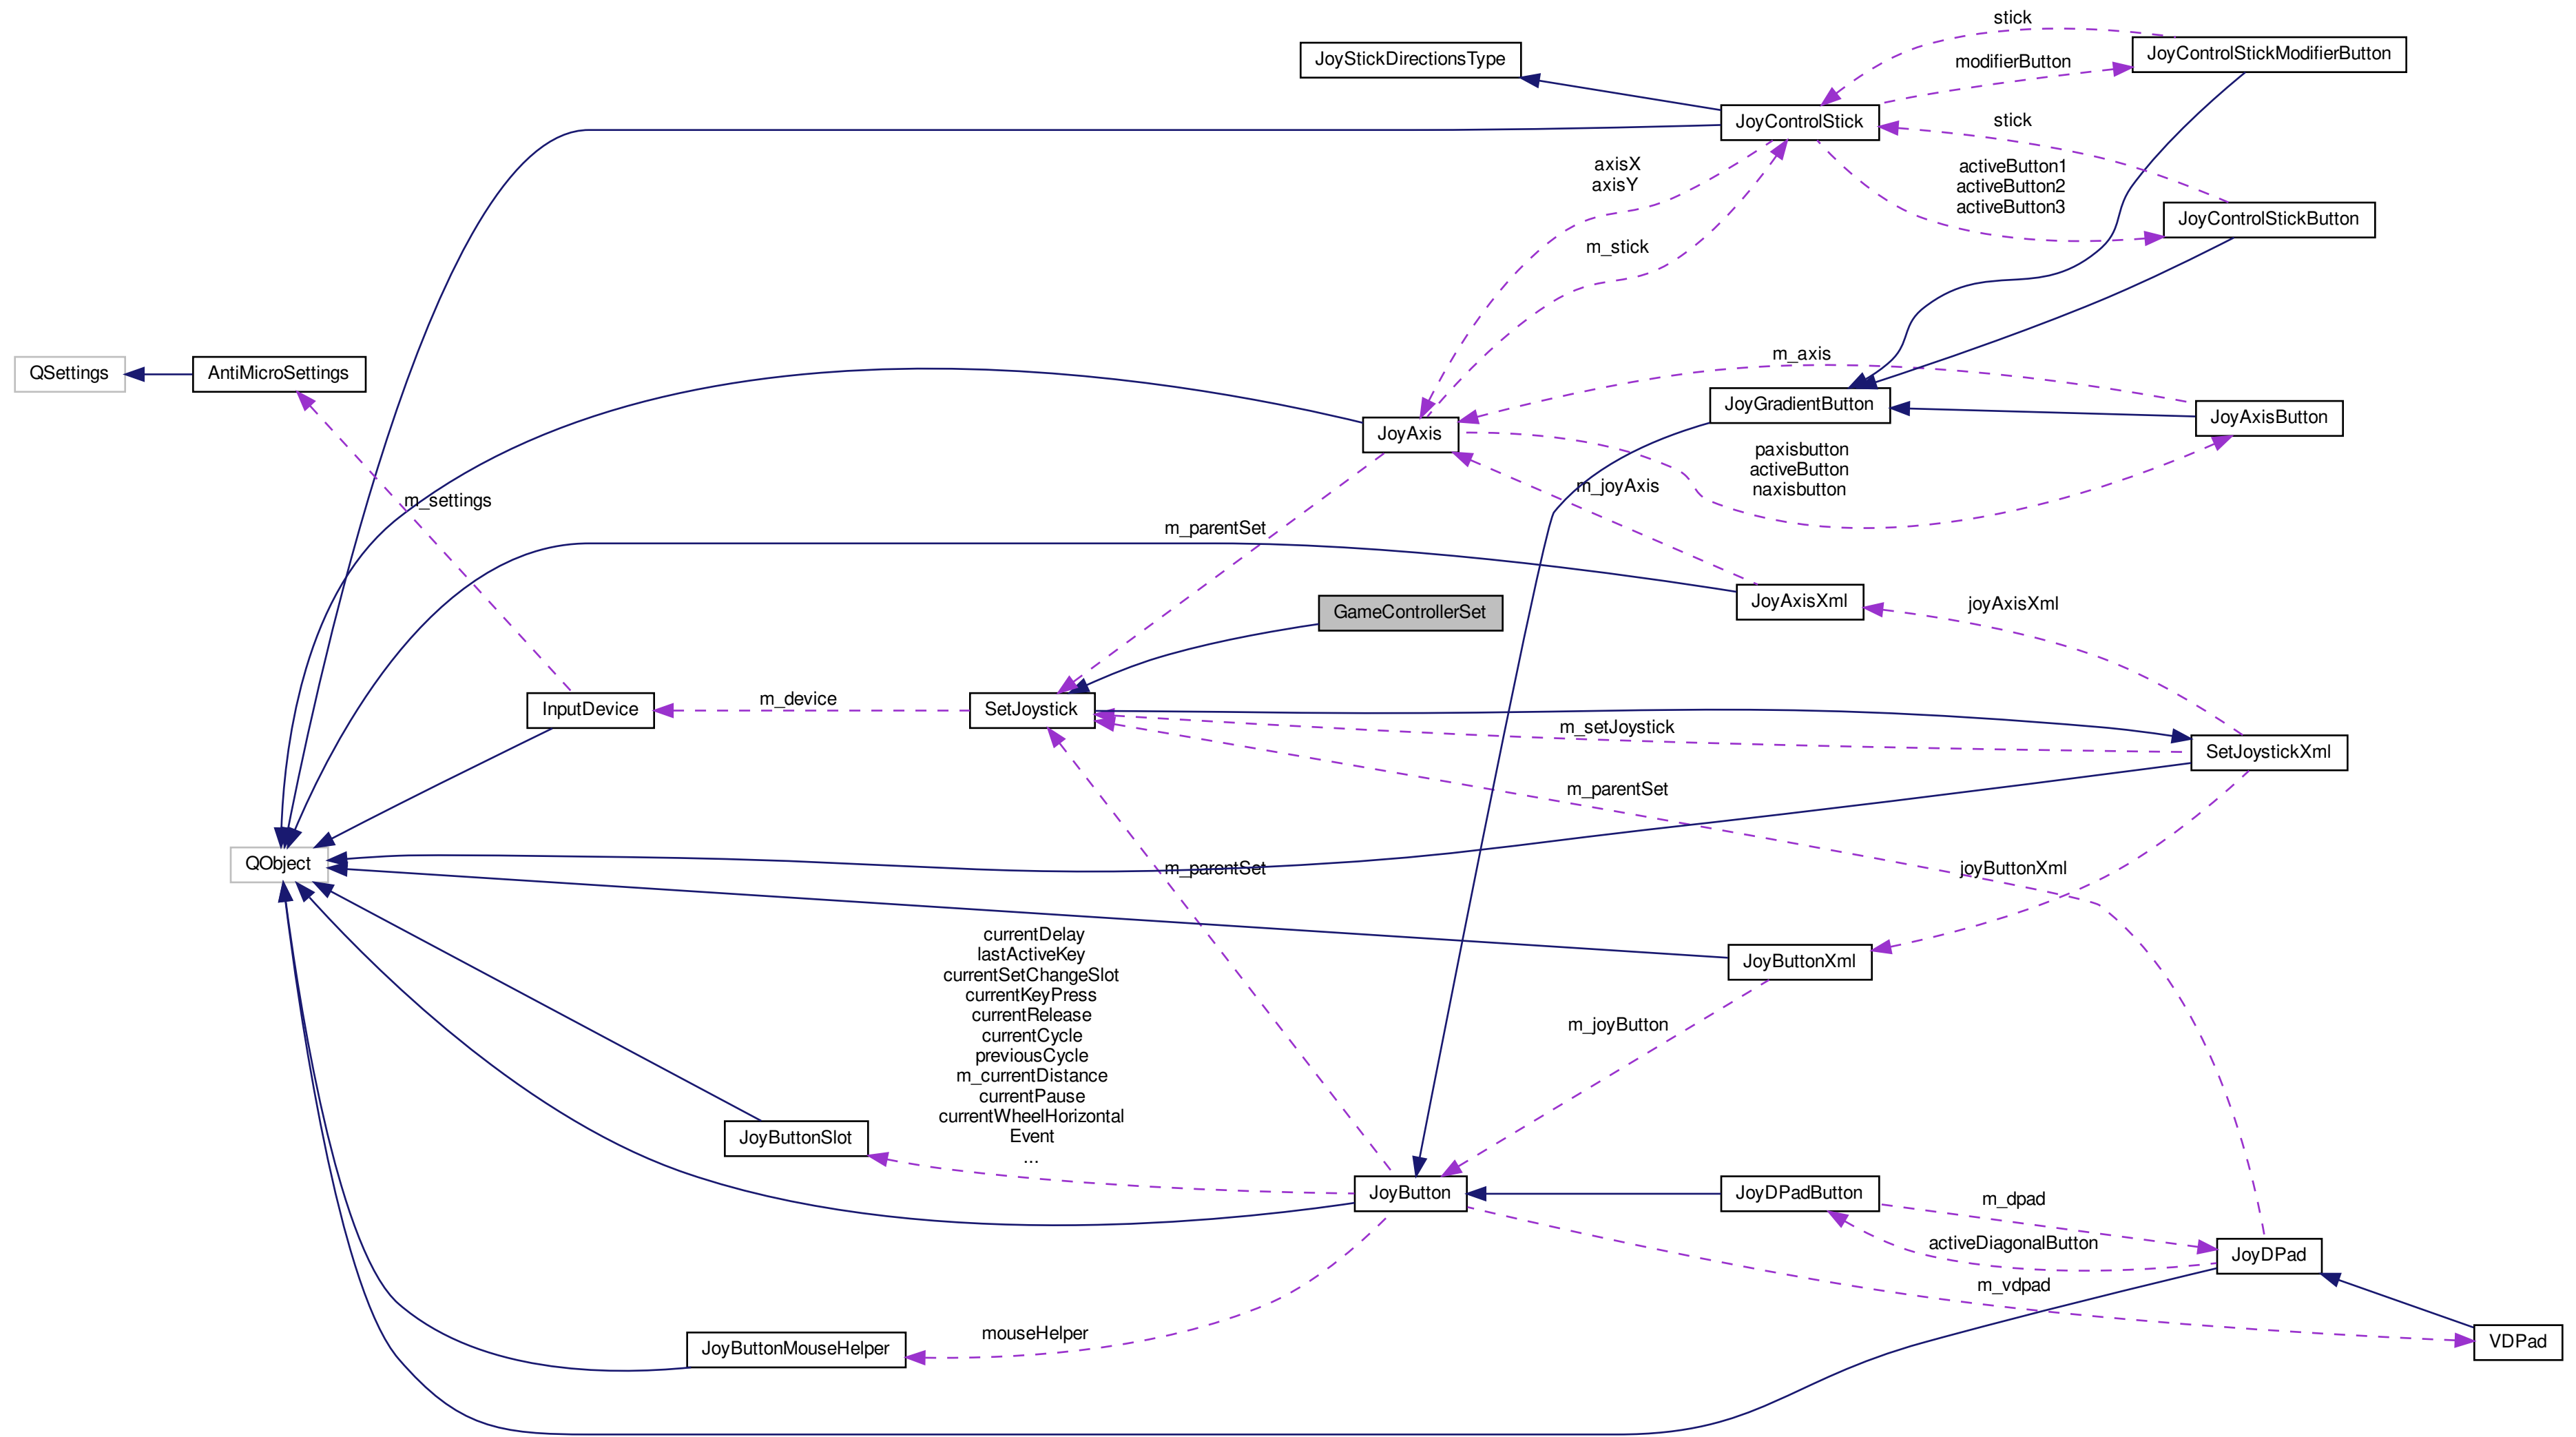 stick
JoyStickDirectionsType
JoyControlStickModifierButton
modifierButton
JoyControlStick
stick
axisX
axisY
activeButton1
activeButton2
activeButton3
JoyControlStickButton
m_stick
QSettings
AntiMicroSettings
m_axis
JoyGradientButton
JoyAxisButton
JoyAxis
paxisbutton
activeButton
naxisbutton
m_settings
m_joyAxis
m_parentSet
GameControllerSet
JoyAxisXml
joyAxisXml
InputDevice
m_device
SetJoystick
m_setJoystick
SetJoystickXml
m_parentSet
QObject
m_parentSet
joyButtonXml
currentDelay
lastActiveKey
currentSetChangeSlot
currentKeyPress
currentRelease
currentCycle
previousCycle
m_currentDistance
currentPause
currentWheelHorizontal
Event
...
JoyButtonXml
m_joyButton
JoyButtonSlot
JoyButton
JoyDPadButton
m_dpad
activeDiagonalButton
JoyDPad
m_vdpad
mouseHelper
JoyButtonMouseHelper
VDPad